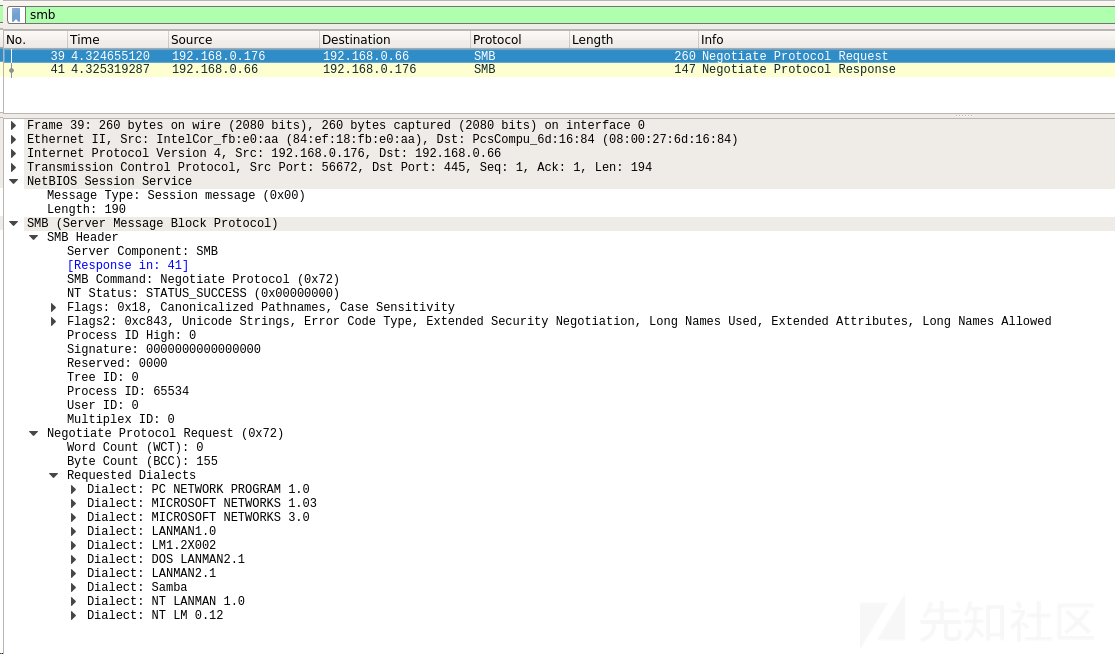 smb
No. Time Source Destination Protocol Length Info
39 4.324655120 192.168.0.176 192.168.0.66 SMB 260 Negotiate Protocol Request
41 4.325319287 192.168.0.66 192.168.0.176 SMB 147 Negotiate Protocol Response
Frame 39: 260 bytes on wire (2080 bits), 260 bytes captured (2080 bits) on interface 0
Ethernet II, Src: IntelCor_fb:e0:aa (84:ef:18:fb:e0:aa), Dst: PcsCompu_6d:16:84 (08:00:27:6d:16:84)
Internet Protocol Version 4, Src: 192.168.0.176, Dst: 192.168.0.66
Transmission Control Protocol, Src Port: 56672, Dst Port: 445, Seq: 1, Ack: 1, Len: 194
NetBIOS Session Service
Message Type: Session message (0x00)
Length: 190
SMB (Server Message Block Protocol)
SMB Header
Server Component: SMB
[Response in: 41]
SMB Command: Negotiate Protocol (0x72)
NT Status: STATUS_SUCCESS (0x00000000)
Flags: 0x18, Canonicalized Pathnames, Case Sensitivity
Flags2: 0xc843, Unicode Strings, Error Code Type, Extended Security Negotiation, Long Names Used, Extended Attributes, Long Names Allowed
Process ID High: 0
Signature: 0000000000000000
Reserved: 0000
Tree ID: 0
Process ID: 65534
User ID: 0
Multiplex ID: 0
Negotiate Protocol Request (0x72)
Word Count (WCT): 0
Byte Count (BCC): 155
Requested Dialects
Dialect: PC NETWORK PROGRAM 1.0
Dialect: MICROSOFT NETWORKS 1.03
Dialect: MICROSOFT NETWORKS 3.0
Dialect: LANMAN1.0
Dialect: LM1.2X002
Dialect: DOS LANMAN2.1
Dialect: LANMAN2.1
Dialect: Samba
Dialect: NT LANMAN 1.0
Dialect: NT LM 0.12
先知社区